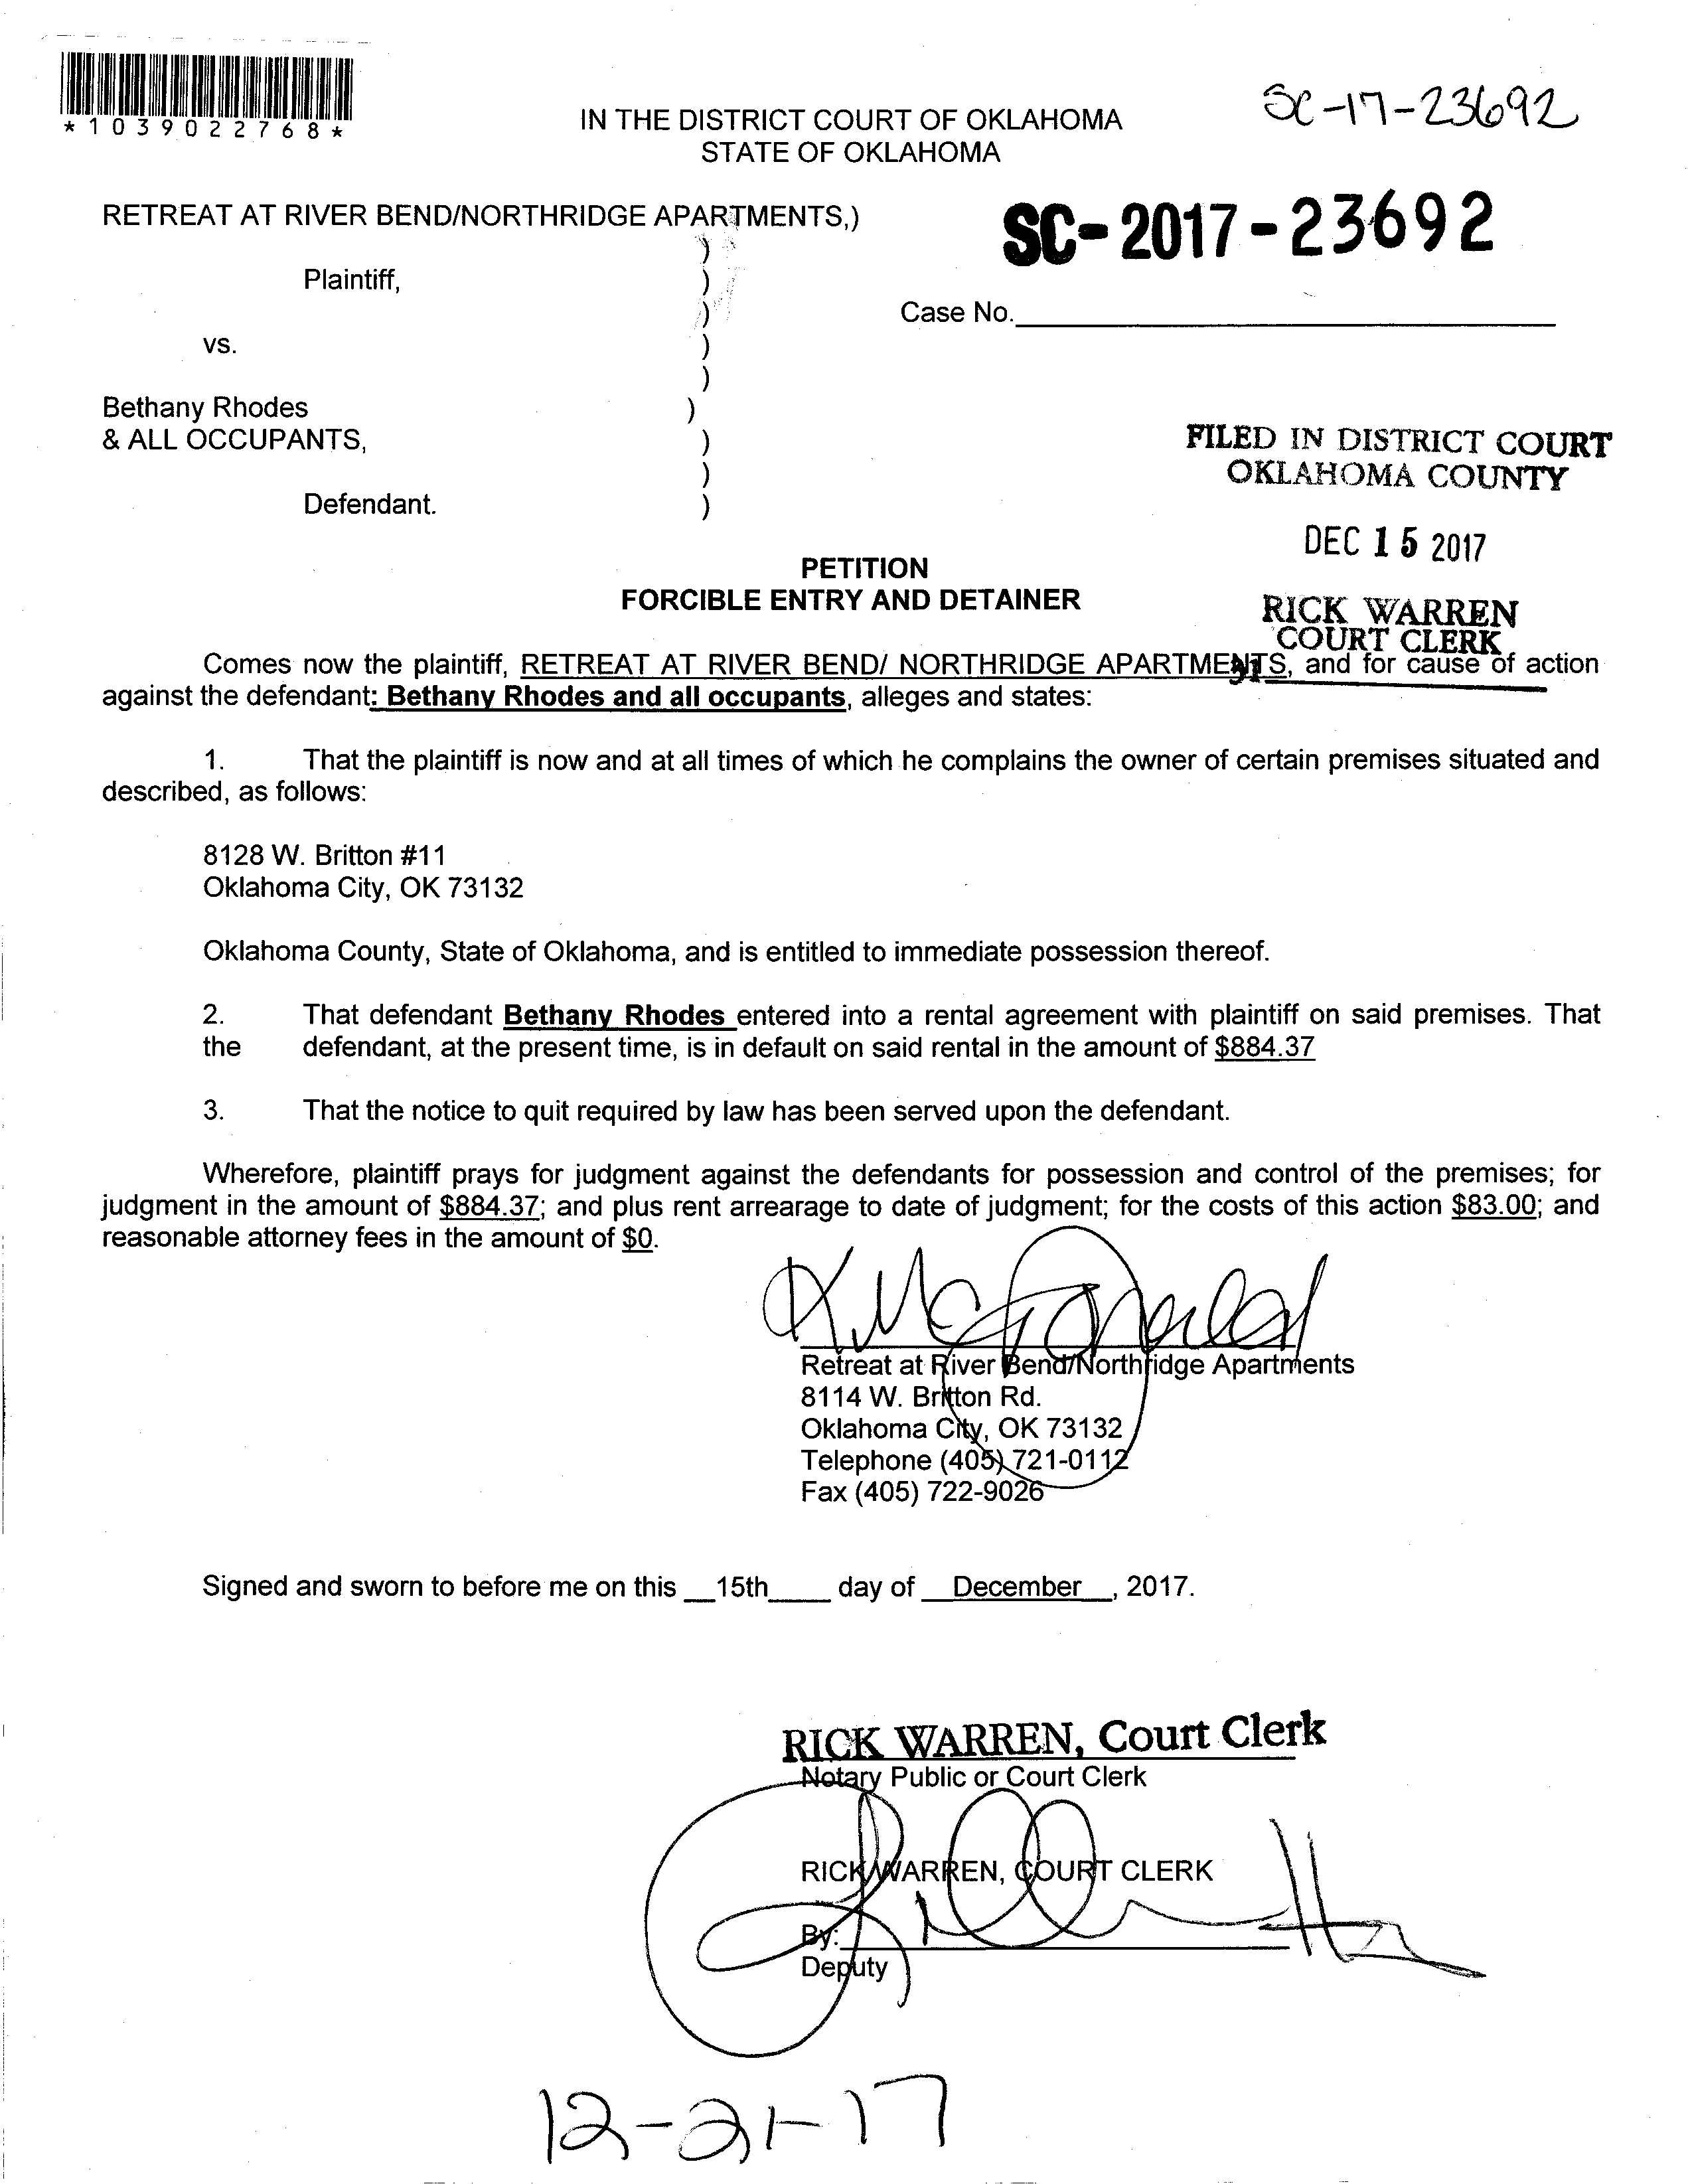 *1039022768*
SC-17-23692
IN THE DISTRICT COURT OF OKLAHOMA
STATE OF OKLAHOMA
RETREAT AT RIVER BEND/NORTHRIDGE APARTMENTS,)
)
SC-2017-23692
Plaintiff, )
)
Case No.
vs. )
)
Bethany Rhodes )
& ALL OCCUPANTS, )
)
Defendant. )
FILED IN DISTRICT COURT
OKLAHOMA COUNTY
DEC 15 2017
RICK WARREN
COURT CLERK
PETITION
FORCIBLE ENTRY AND DETAINER
Comes now the plaintiff, RETREAT AT RIVER BEND/ NORTHRIDGE APARTMENTS, and for cause of action
against the defendant: Bethany Rhodes and all occupants, alleges and states:
1. That the plaintiff is now and at all times of which he complains the owner of certain premises situated and
described, as follows:
8128 W. Britton #11
Oklahoma City, OK 73132
Oklahoma County, State of Oklahoma, and is entitled to immediate possession thereof.
2. That defendant Bethany Rhodes entered into a rental agreement with plaintiff on said premises. That
the defendant, at the present time, is in default on said rental in the amount of $884.37
3. That the notice to quit required by law has been served upon the defendant.
Wherefore, plaintiff prays for judgment against the defendants for possession and control of the premises; for
judgment in the amount of $884.37; and plus rent arrearage to date of judgment; for the costs of this action $83.00; and
reasonable attorney fees in the amount of $0.
K McDonald
Retreat at River Bend/Northridge Apartments
8114 W. Britton Rd.
Oklahoma City, OK 73132
Telephone (405) 721-0112
Fax (405) 722-9026
Signed and sworn to before me on this __15th____ day of __December__, 2017.
RICK WARREN, Court Clerk
Notary Public or Court Clerk
RICK WARREN, COURT CLERK
By:
Deputy
12-21-17